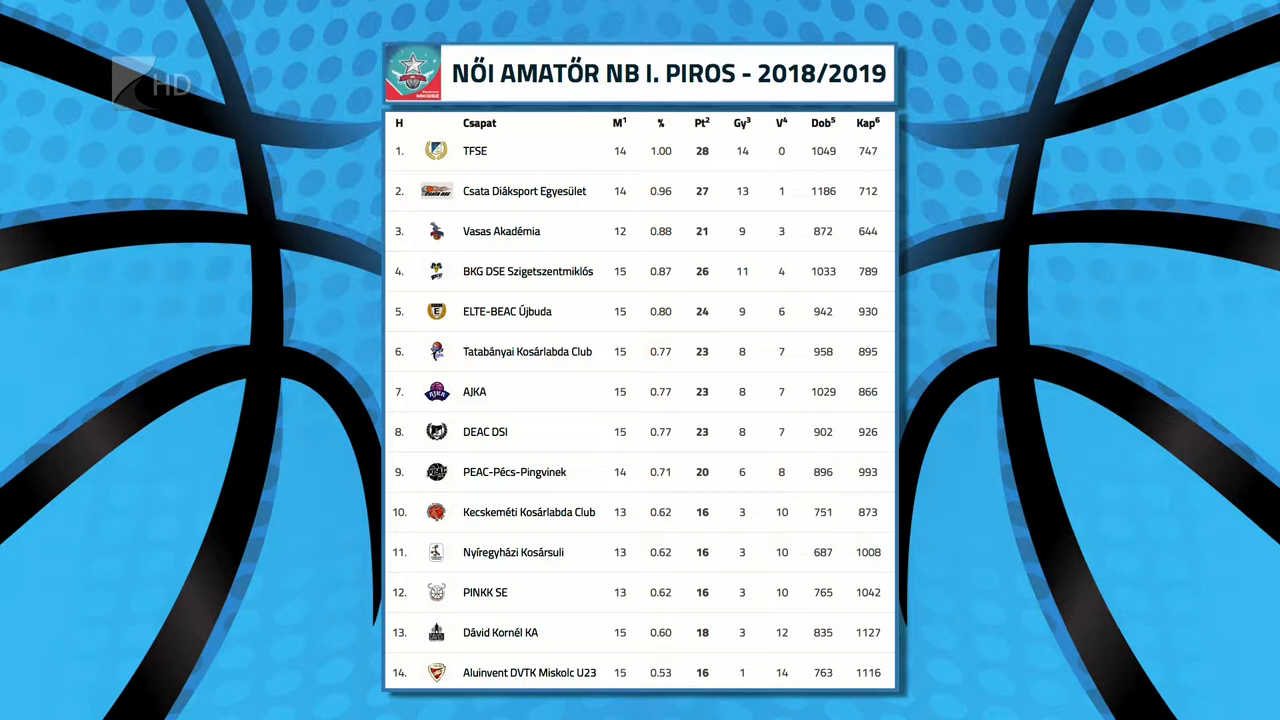 HD
NŐI AMATŐR NB I. PIROS - 2018/2019
H Csapat M¹ % Pt² Gy³ V⁴ Dob⁵ Kap⁶
1. TFSE 14 1.00 28 14 0 1049 747
2. Csata Diáksport Egyesület 14 0.96 27 13 1 1186 712
3. Vasas Akadémia 12 0.88 21 9 3 872 644
4. BKG DSE Szigetszentmiklós 15 0.87 26 11 4 1033 789
5. ELTE-BEAC Újbuda 15 0.80 24 9 6 942 930
6. Tatabányai Kosárlabda Club 15 0.77 23 8 7 958 895
7. AJKA 15 0.77 23 8 7 1029 866
8. DEAC DSI 15 0.77 23 8 7 902 926
9. PEAC-Pécs-Pingvinek 14 0.71 20 6 8 896 993
10. Kecskeméti Kosárlabda Club 13 0.62 16 3 10 751 873
11. Nyíregyházi Kosársuli 13 0.62 16 3 10 687 1008
12. PINKK SE 13 0.62 16 3 10 765 1042
13. Dávid Kornél KA 15 0.60 18 3 12 835 1127
14. Aluinvent DVTK Miskolc U23 15 0.53 16 1 14 763 1116